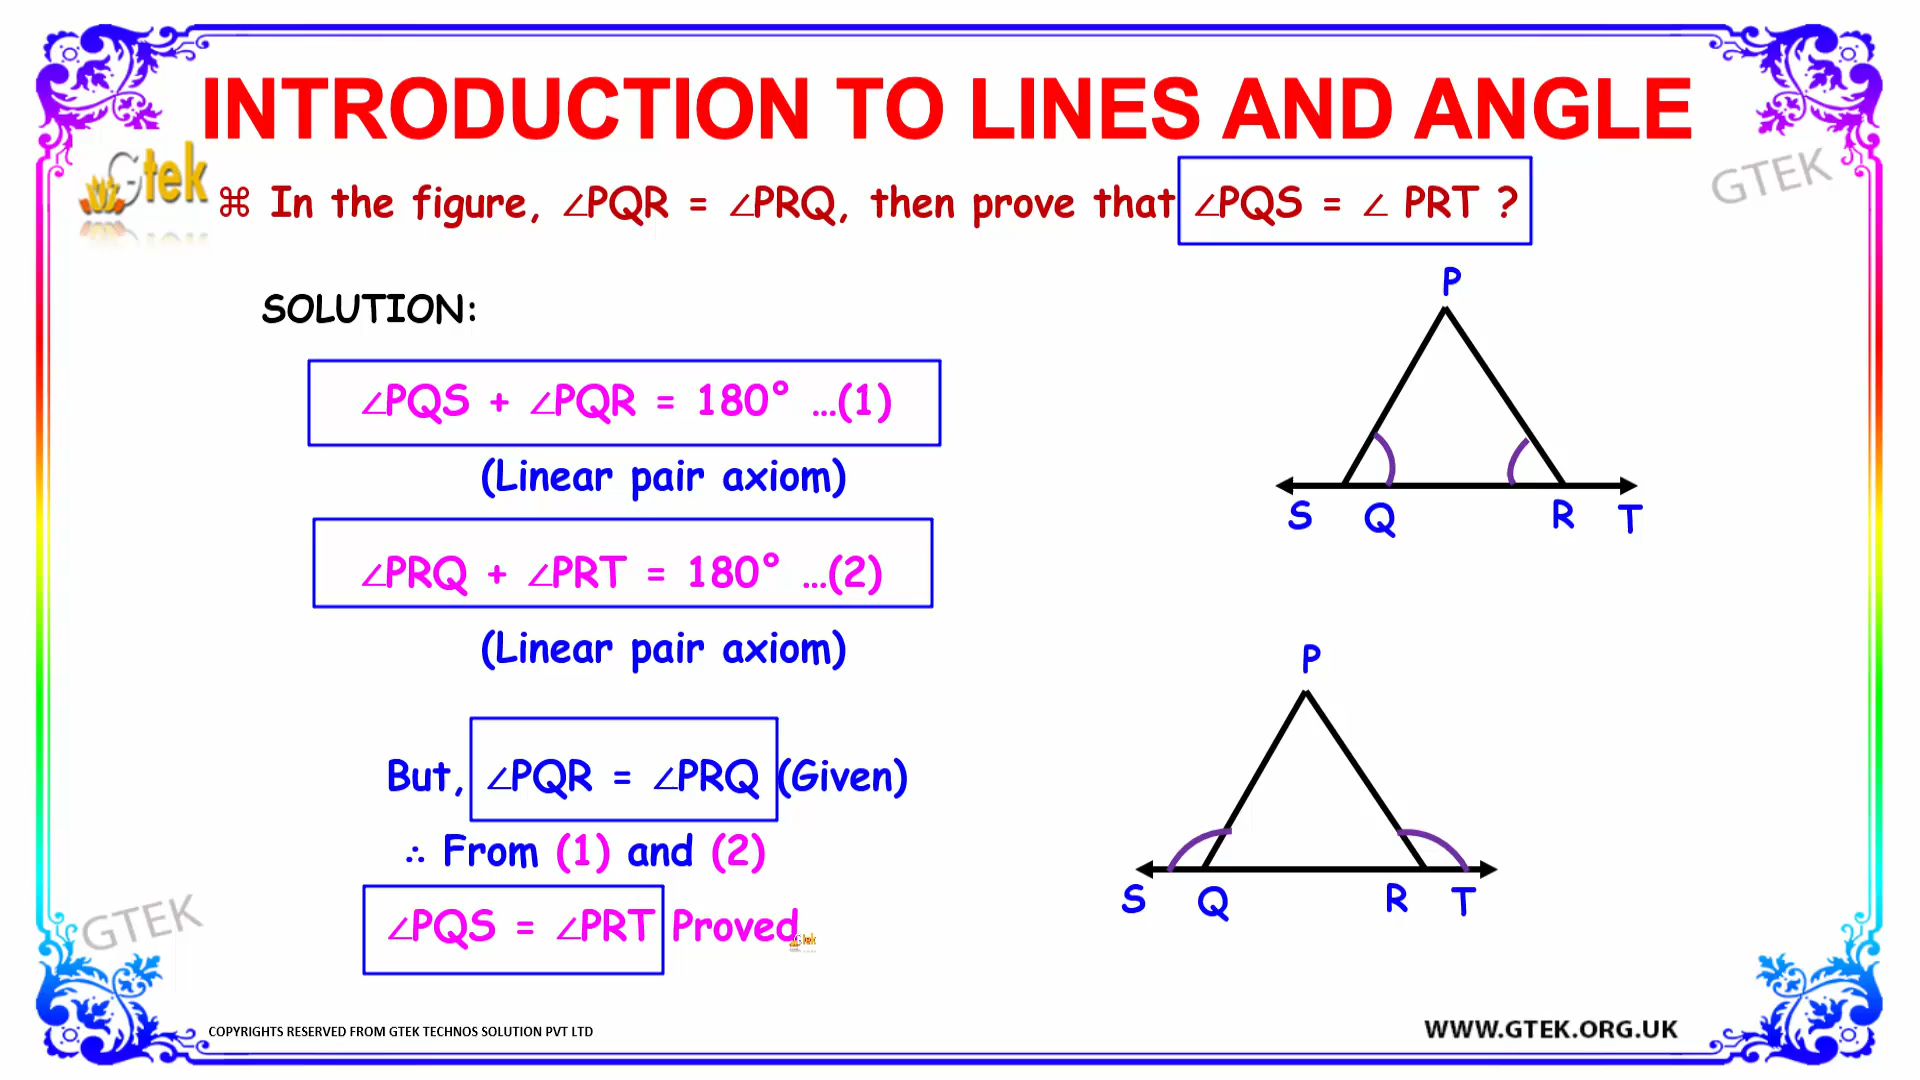 INTRODUCTION TO LINES AND ANGLE
Gtek
GTEK
⌘ In the figure, ∠PQR = ∠PRQ, then prove that ∠PQS = ∠ PRT ?
P
SOLUTION:
∠PQS + ∠PQR = 180° ...(1)
(Linear pair axiom)
S Q R T
∠PRQ + ∠PRT = 180° ...(2)
(Linear pair axiom)
P
But, ∠PQR = ∠PRQ (Given)
∴ From (1) and (2)
S Q R T
∠PQS = ∠PRT Proved
GTEK
COPYRIGHTS RESERVED FROM GTEK TECHNOS SOLUTION PVT LTD
WWW.GTEK.ORG.UK